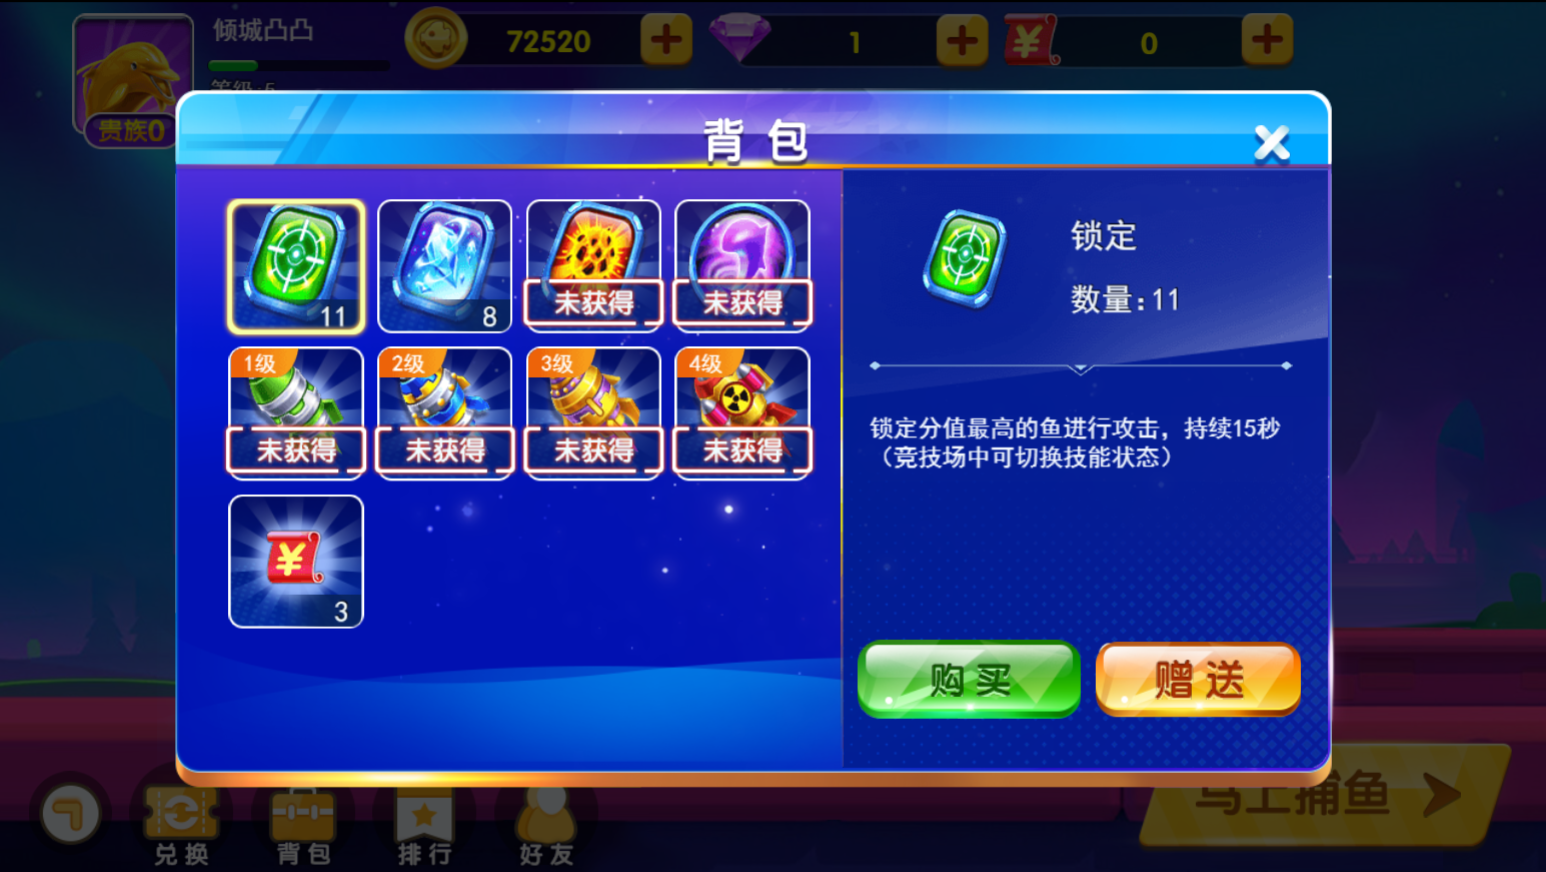 倾城凸凸
72520
1
0
等级:5
贵族0
背包
11
8
未获得
未获得
1级
2级
3级
4级
未获得
未获得
未获得
未获得
¥
3
锁定
数量:11
锁定分值最高的鱼进行攻击，持续15秒
（竞技场中可切换技能状态）
购买
赠送
马上捕鱼
兑换
背包
排行
好友